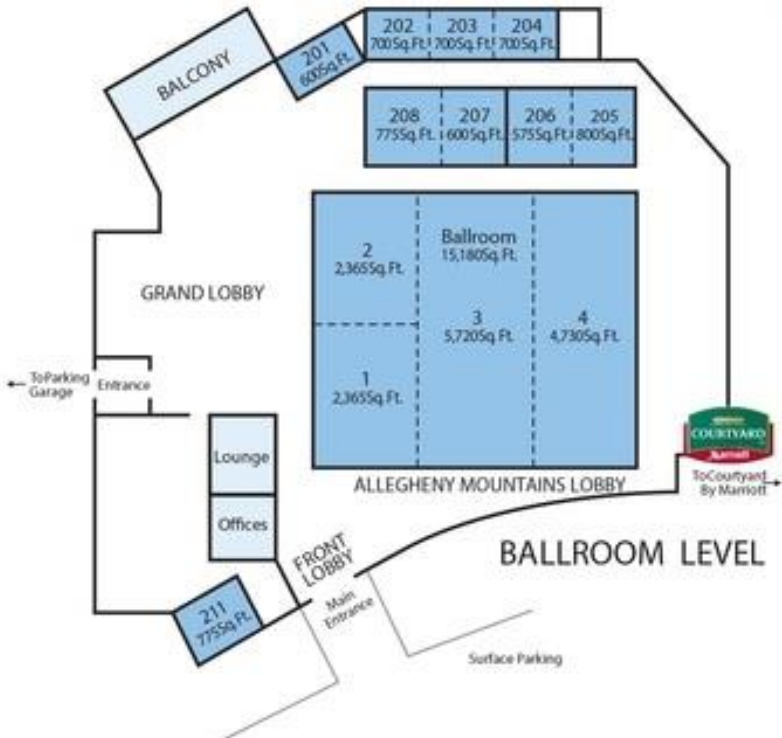 202
700Sq.Ft.
203
700Sq.Ft.
204
700Sq.Ft.
201
600Sq.Ft.
BALCONY
208
775Sq.Ft.
207
600Sq.Ft.
206
575Sq.Ft.
205
800Sq.Ft.
2
2,365Sq.Ft.
Ballroom
15,180Sq.Ft.
GRAND LOBBY
3
5,720Sq.Ft.
4
4,730Sq.Ft.
1
2,365Sq.Ft.
ToParking
Garage
Entrance
COURTYARD
Marriott
ToCourtyard
By Marriott
Lounge
ALLEGHENY MOUNTAINS LOBBY
Offices
FRONT
LOBBY
BALLROOM LEVEL
Main
Entrance
211
775Sq.Ft.
Surface Parking